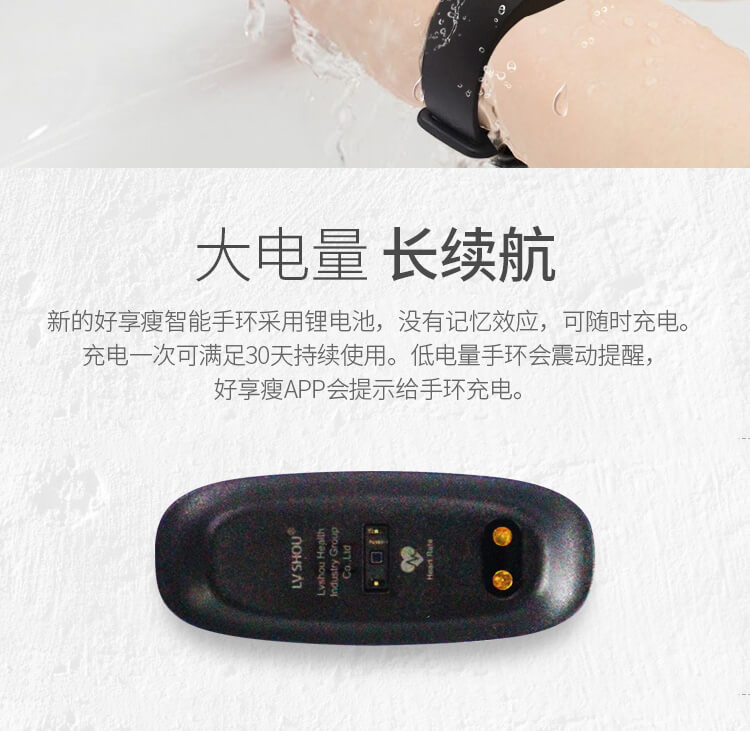 大电量 长续航
新的好享瘦智能手环采用锂电池，没有记忆效应，可随时充电。
充电一次可满足30天持续使用。低电量手环会震动提醒，
好享瘦APP会提示给手环充电。
LV SHOU®
Lvshou Health
Industry Group
Co.,Ltd
Heart Rate